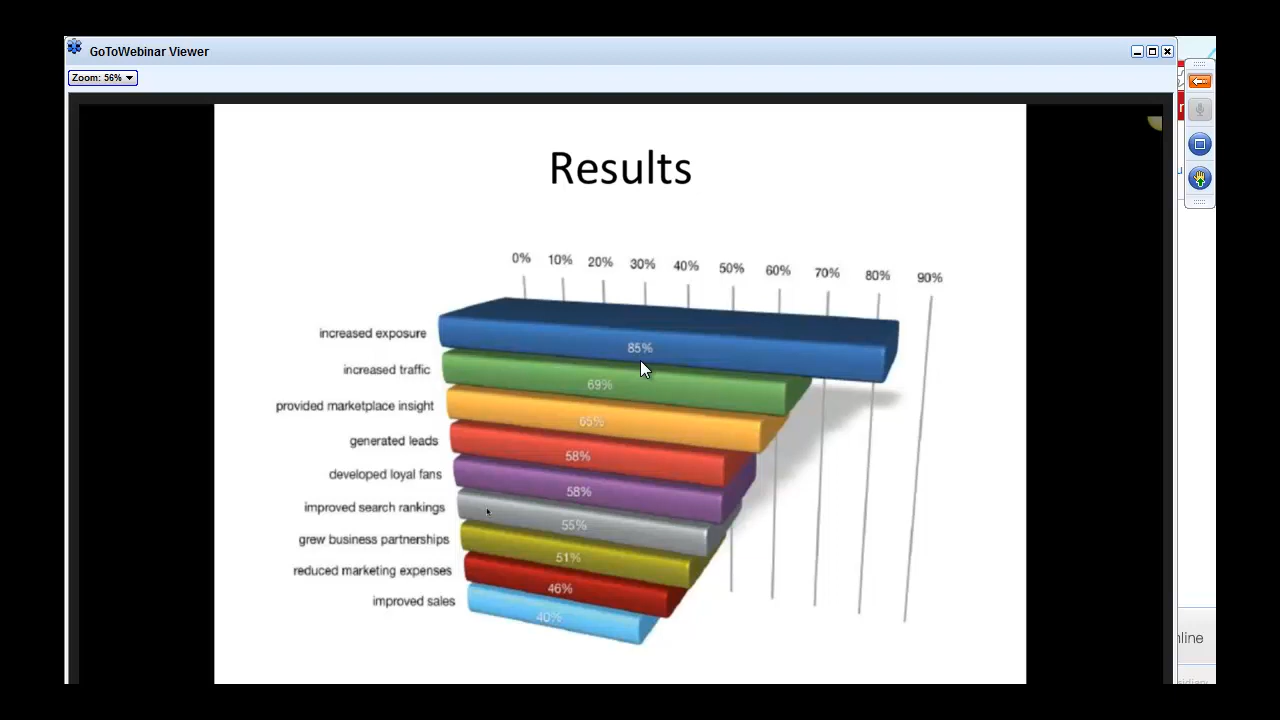 GoToWebinar Viewer
Zoom: 56%
Results
0% 10% 20% 30% 40% 50% 60% 70% 80% 90%
increased exposure 85%
increased traffic 69%
provided marketplace insight 65%
generated leads 58%
developed loyal fans 58%
improved search rankings 55%
grew business partnerships 51%
reduced marketing expenses 46%
improved sales 40%
nline